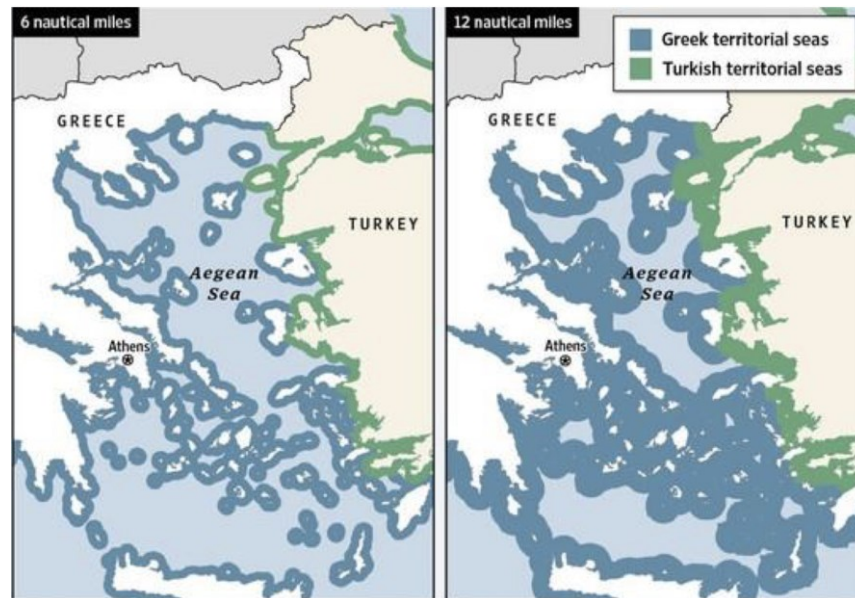 6 nautical miles
GREECE
TURKEY
Aegean
Sea
Athens
12 nautical miles
Greek territorial seas
Turkish territorial seas
GREECE
TURKEY
Aegean
Sea
Athens